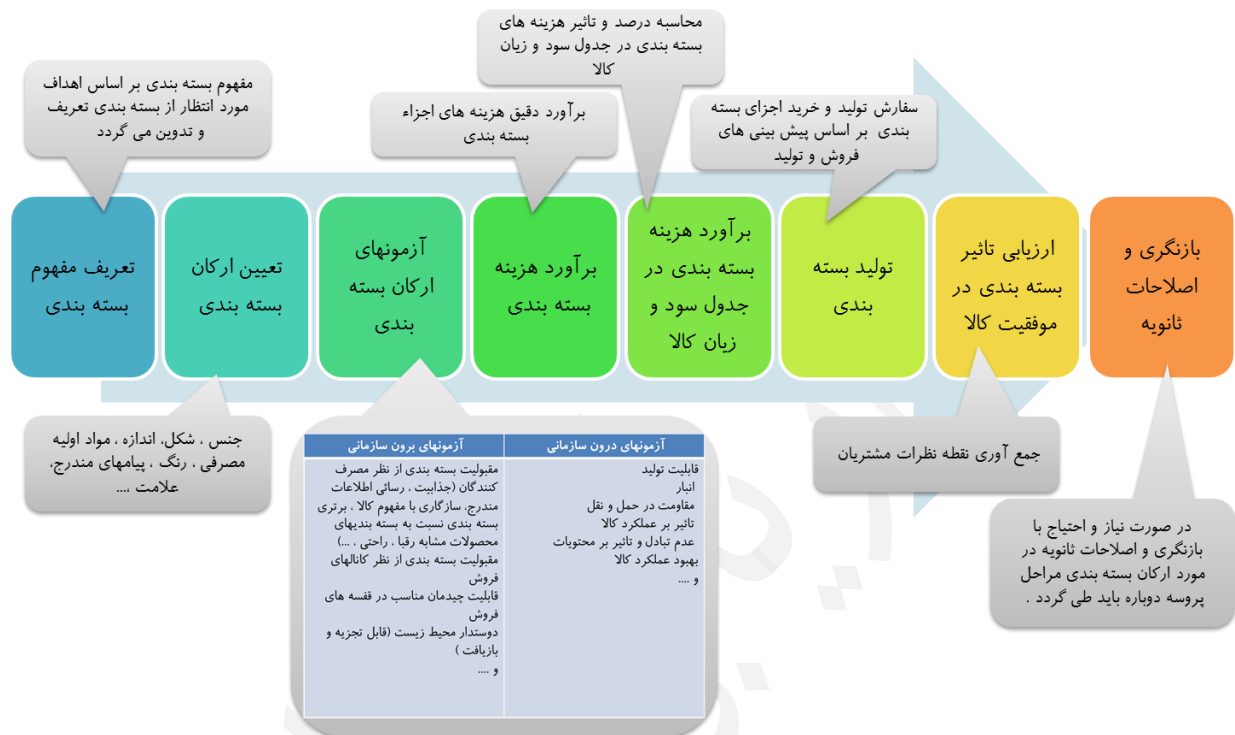 محاسبه درصد و تاثیر هزینه های
بسته بندی در جدول سود و زیان
کالا
مفهوم بسته بندی بر اساس اهداف
مورد انتظار از بسته بندی تعریف
و تدوین می گردد
برآورد دقیق هزینه های اجزاء
بسته بندی
سفارش تولید و خرید اجزای بسته
بندی بر اساس پیش بینی های
فروش و تولید
تعریف مفهوم
بسته بندی
تعیین ارکان
بسته بندی
آزمونهای
ارکان بسته
بندی
برآورد هزینه
بسته بندی
برآورد هزینه
بسته بندی در
جدول سود و
زیان کالا
تولید بسته
بندی
ارزیابی تاثیر
بسته بندی در
موفقیت کالا
بازنگری و
اصلاحات
ثانویه
جنس ، شکل، اندازه ، مواد اولیه
مصرفی ، رنگ ، پیامهای مندرج،
علامت ،...
آزمونهای درون سازمانی
قابلیت تولید
انبار
مقاومت در حمل و نقل
تاثیر بر عملکرد کالا
عدم تبادل و تاثیر بر محتویات
بهبود عملکرد کالا
و ....
آزمونهای برون سازمانی
مقبولیت بسته بندی از نظر مصرف
کنندگان (جذابیت ، رسائی اطلاعات
مندرج، سازگاری با مفهوم کالا ، برتری
بسته بندی نسبت به بسته بندیهای
محصولات مشابه رقبا ، راحتی ، ...)
مقبولیت بسته بندی از نظر کانالهای
فروش
قابلیت چیدمان مناسب در قفسه های
فروش
دوستدار محیط زیست (قابل تجزیه و
بازیافت )
و ....
جمع آوری نقطه نظرات مشتریان
در صورت نیاز و احتیاج با
بازنگری و اصلاحات ثانویه در
مورد ارکان بسته بندی مراحل
پروسه دوباره باید طی گردد .